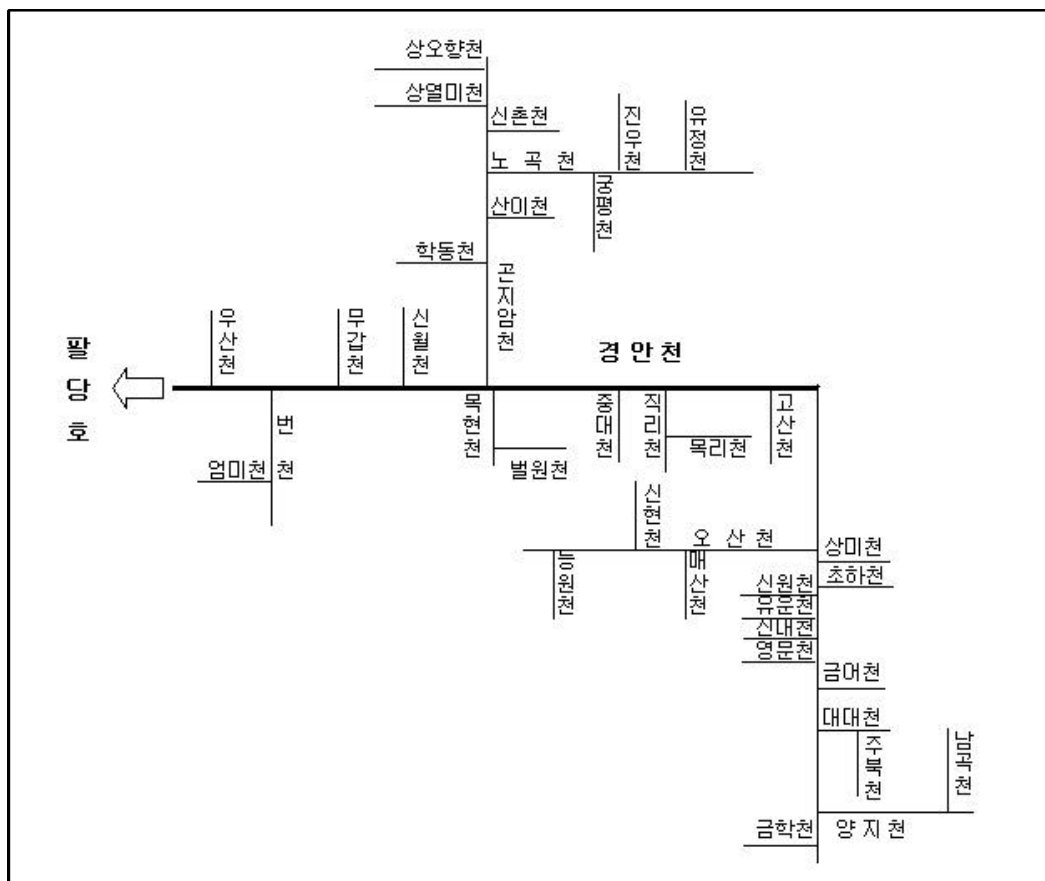 상오향천
상열미천
신촌천
진우천
유정천
노 곡 천
궁평천
산이천
학동천
곤지암천
우산천
무갑천
신월천
팔당호
경 안 천
번 천
엄미천
목현천
벌원천
중대천
직리천
목리천
고산천
신현천
오 산 천
능원천
매산천
상미천
초하천
신원천
유운천
신대천
영문천
금어천
대대천
주북천
남곡천
금학천
양 지 천